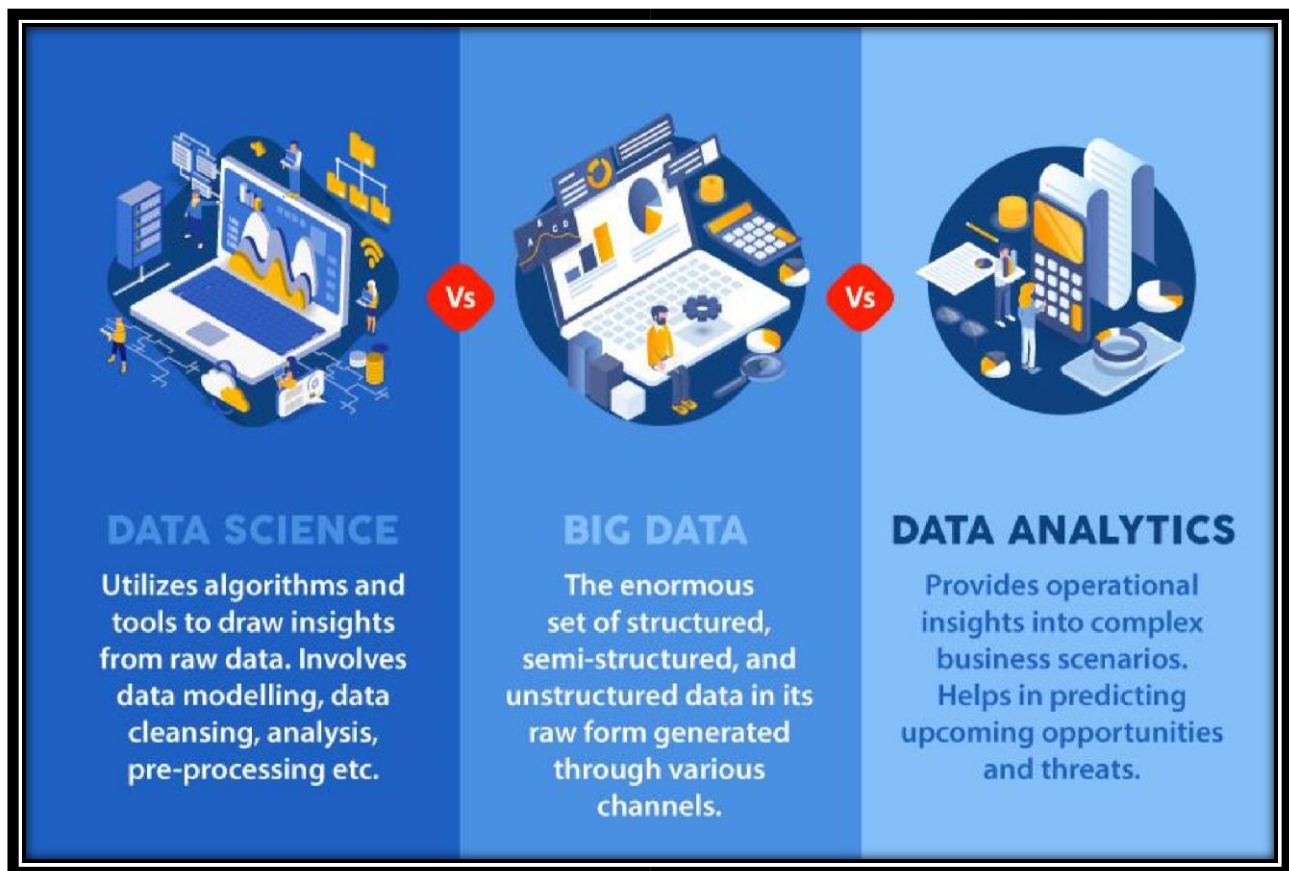 Vs
Vs
DATA SCIENCE
Utilizes algorithms and
tools to draw insights
from raw data. Involves
data modelling, data
cleansing, analysis,
pre-processing etc.
BIG DATA
The enormous
set of structured,
semi-structured, and
unstructured data in its
raw form generated
through various
channels.
DATA ANALYTICS
Provides operational
insights into complex
business scenarios.
Helps in predicting
upcoming opportunities
and threats.